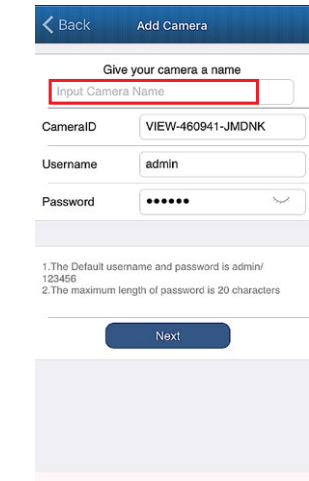 Back Add Camera
Give your camera a name
Input Camera Name
CameraID VIEW-460941-JMDNK
Username admin
Password ••••••
1.The Default username and password is admin/
123456
2.The maximum length of password is 20 characters
Next